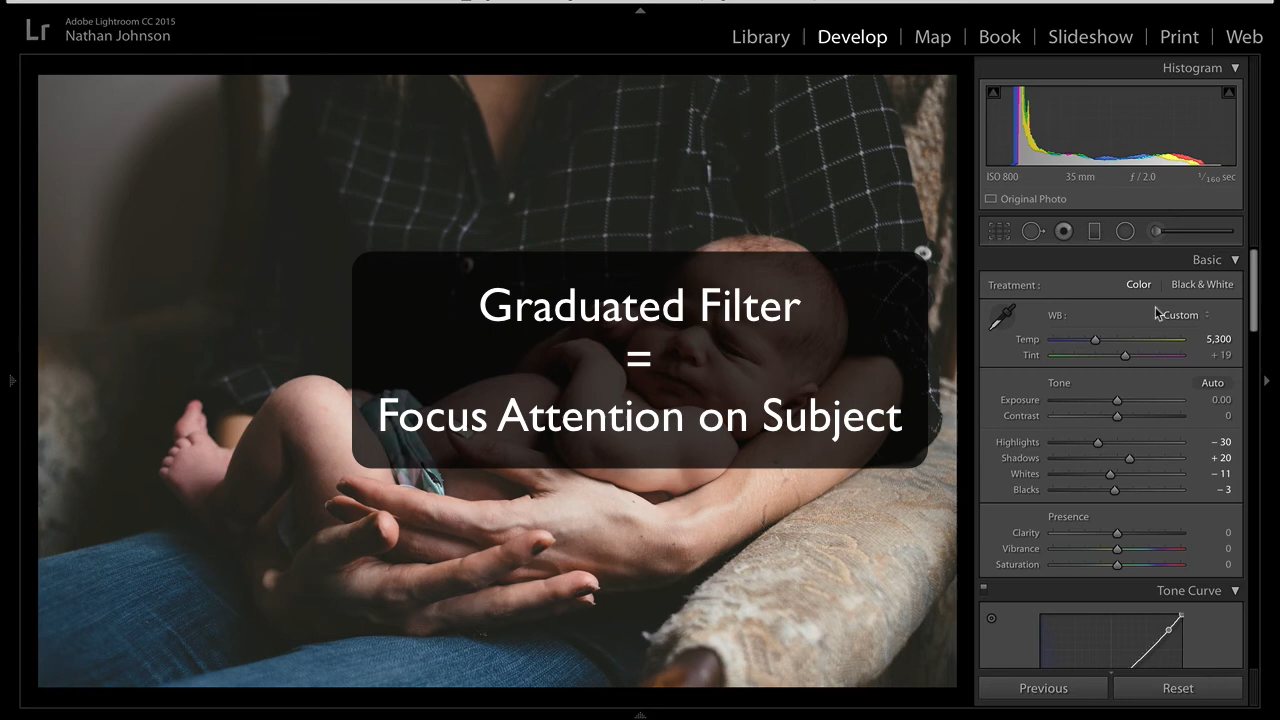 Lr
Adobe Lightroom CC 2015
Nathan Johnson
Library | Develop | Map | Book | Slideshow | Print | Web
Histogram
ISO 800 35 mm ƒ / 2.0 1/160 sec
Original Photo
Basic
Treatment : Color | Black & White
WB : Custom
Temp 5,300
Tint + 19
Tone Auto
Exposure 0.00
Contrast 0
Highlights – 30
Shadows + 20
Whites – 11
Blacks – 3
Presence
Clarity 0
Vibrance 0
Saturation 0
Tone Curve
Previous Reset
Graduated Filter
=
Focus Attention on Subject